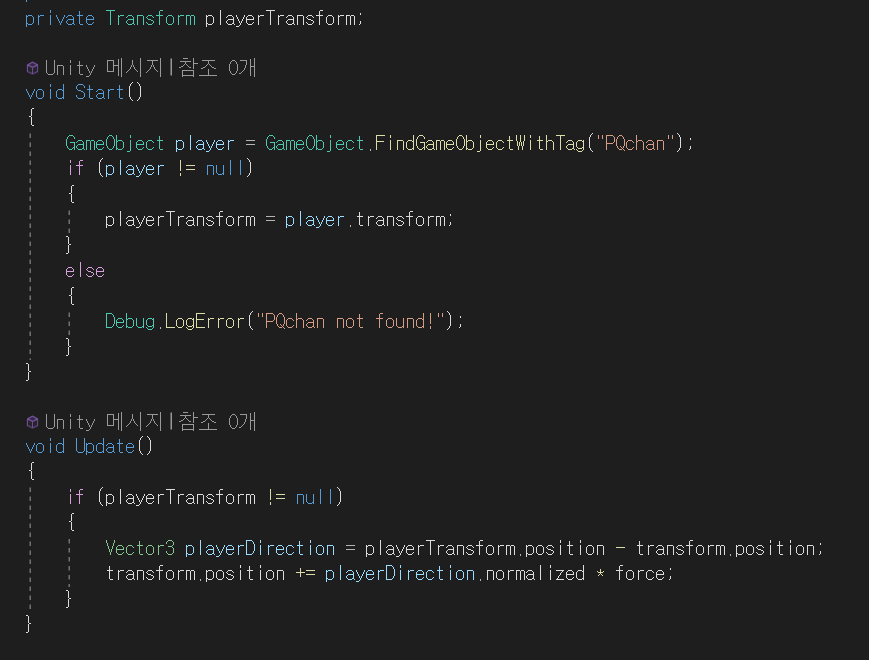 private Transform playerTransform;
Unity 메시지|참조 0개
void Start()
{
GameObject player = GameObject.FindGameObjectWithTag("PQchan");
if (player != null)
{
playerTransform = player.transform;
}
else
{
Debug.LogError("PQchan not found!");
}
}
Unity 메시지|참조 0개
void Update()
{
if (playerTransform != null)
{
Vector3 playerDirection = playerTransform.position - transform.position;
transform.position += playerDirection.normalized * force;
}
}